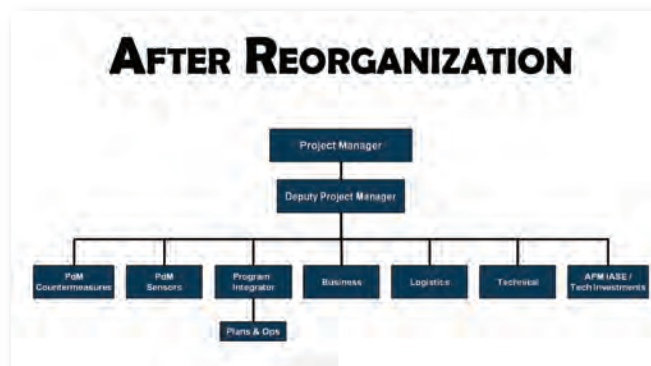 AFTER REORGANIZATION
Project Manager
Deputy Project Manager
PdM
Countermeasures
PdM
Sensors
Program
Integrator
Business
Logistics
Technical
APM IASE /
Tech Investments
Plans & Ops